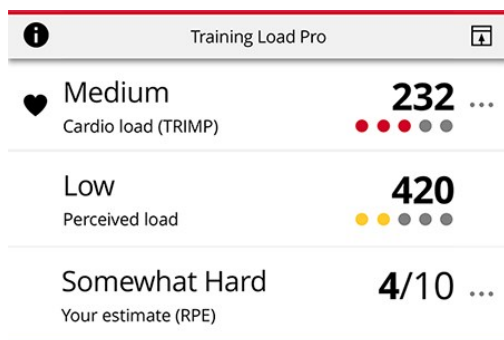 Training Load Pro
Medium 232
Cardio load (TRIMP)
Low 420
Perceived load
Somewhat Hard 4/10
Your estimate (RPE)